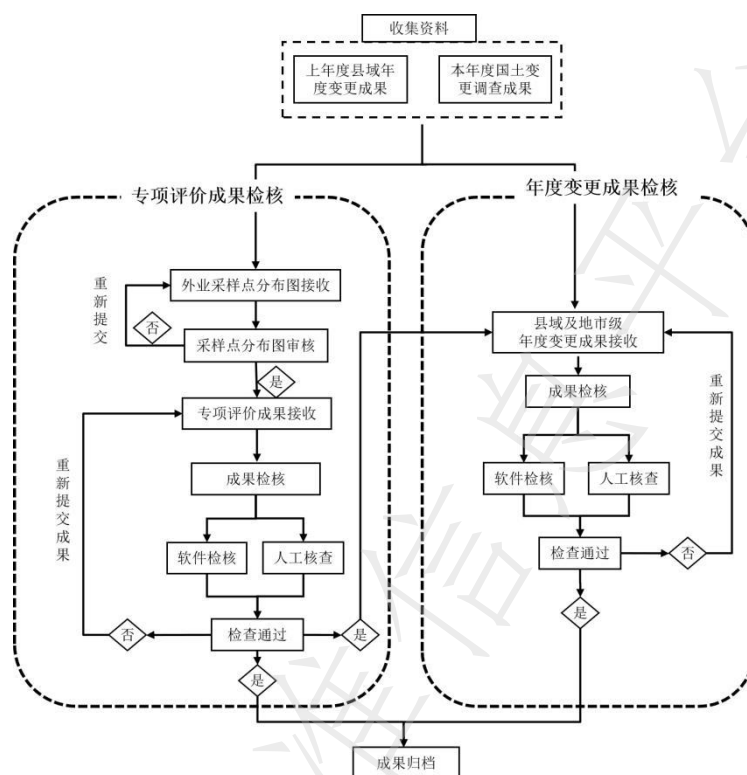 收集资料
上年度县域年
度变更成果
本年度国土变
更调查成果
专项评价成果检核
外业采样点分布图接收
重新提交
否
采样点分布图审核
是
专项评价成果接收
重新提交成果
成果检核
软件检核
人工核查
否
检查通过
是
是
年度变更成果检核
县域及地市级
年度变更成果接收
成果检核
重新提交成果
软件检核
人工核查
检查通过
否
是
成果归档